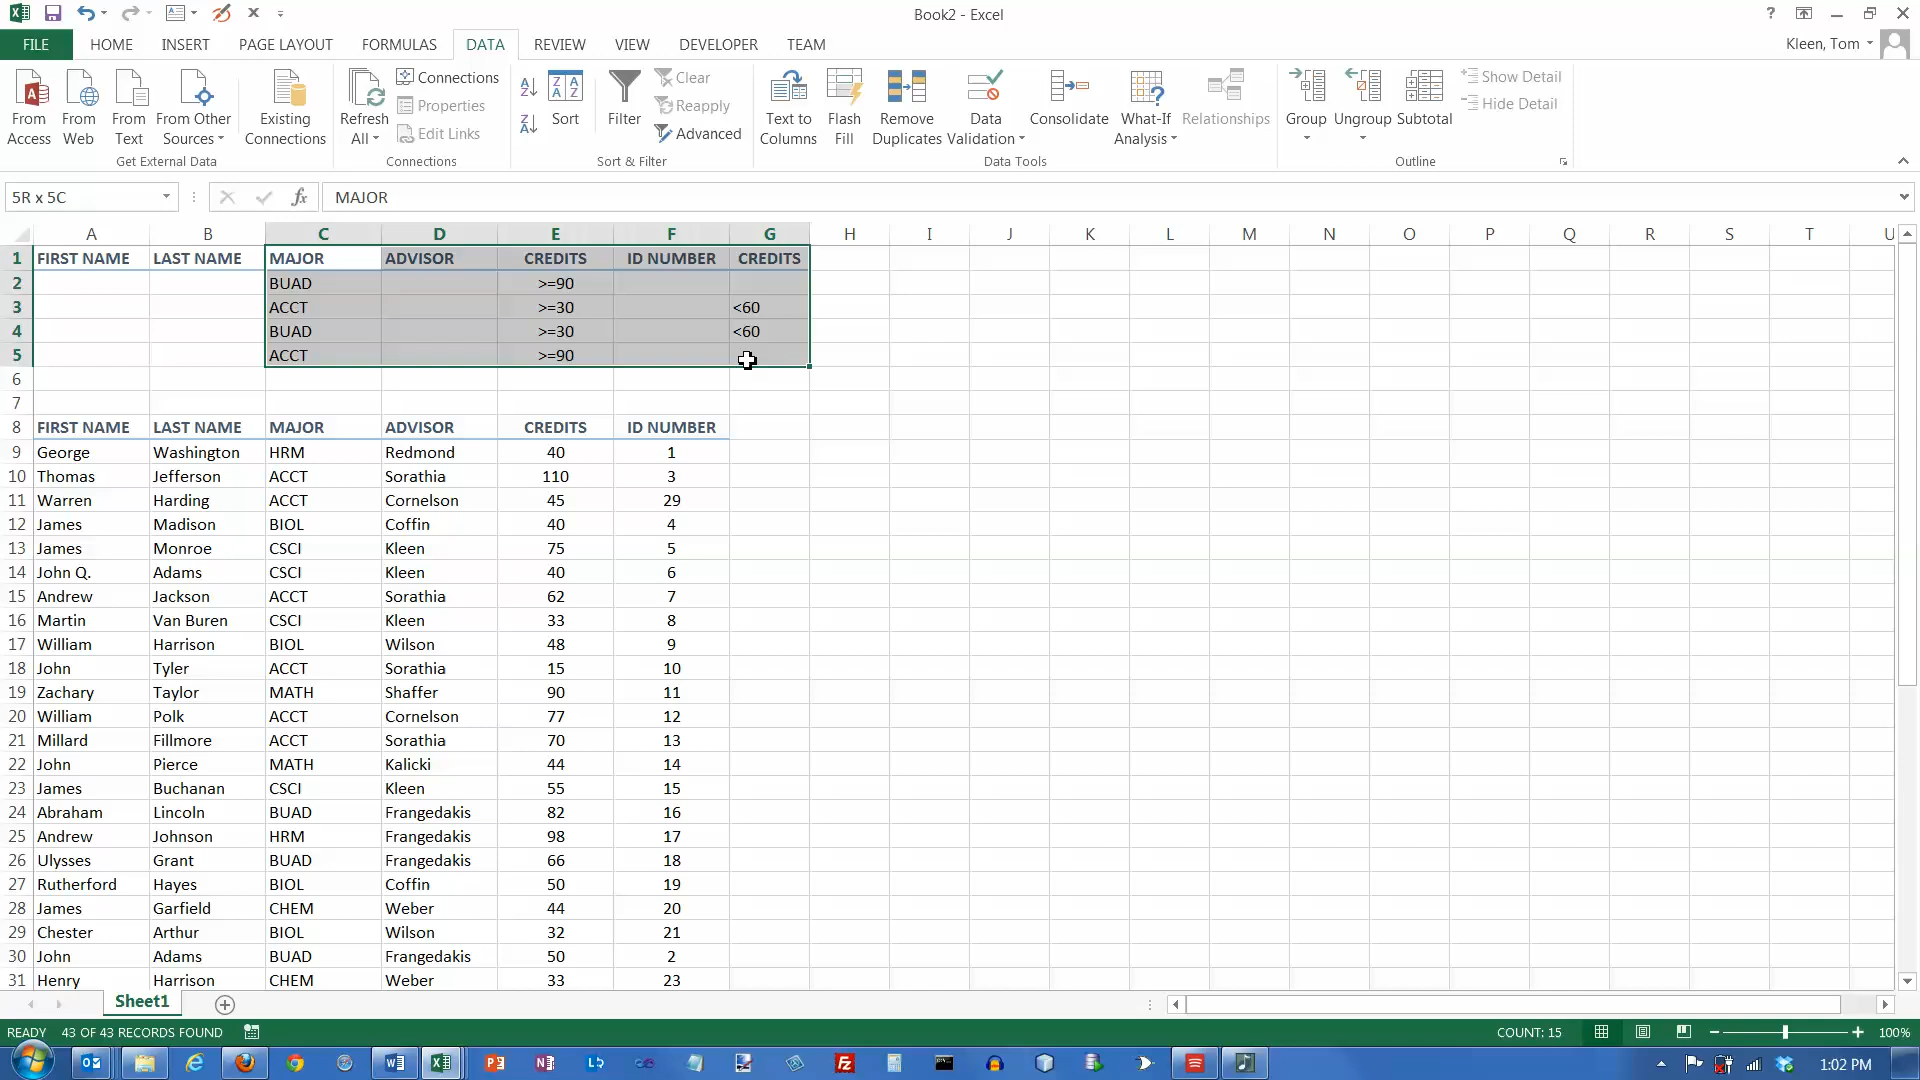 Book2 - Excel
?
FILE HOME INSERT PAGE LAYOUT FORMULAS DATA REVIEW VIEW DEVELOPER TEAM Kleen, Tom
From Access
From Web
From Text
From Other Sources
Existing Connections
Get External Data
Refresh All
Connections
Properties
Edit Links
Connections
Sort
Filter
Clear
Reapply
Advanced
Sort & Filter
Text to Columns
Flash Fill
Remove Duplicates
Data Validation
Consolidate
What-If Analysis
Relationships
Data Tools
Group
Ungroup
Subtotal
Show Detail
Hide Detail
Outline
5R x 5C fx MAJOR
A B C D E F G H I J K L M N O P Q R S T U
1 FIRST NAME LAST NAME MAJOR ADVISOR CREDITS ID NUMBER CREDITS
2 BUAD >=90
3 ACCT >=30 <60
4 BUAD >=30 <60
5 ACCT >=90
6
7
8 FIRST NAME LAST NAME MAJOR ADVISOR CREDITS ID NUMBER
9 George Washington HRM Redmond 40 1
10 Thomas Jefferson ACCT Sorathia 110 3
11 Warren Harding ACCT Cornelson 45 29
12 James Madison BIOL Coffin 40 4
13 James Monroe CSCI Kleen 75 5
14 John Q. Adams CSCI Kleen 40 6
15 Andrew Jackson ACCT Sorathia 62 7
16 Martin Van Buren CSCI Kleen 33 8
17 William Harrison BIOL Wilson 48 9
18 John Tyler ACCT Sorathia 15 10
19 Zachary Taylor MATH Shaffer 90 11
20 William Polk ACCT Cornelson 77 12
21 Millard Fillmore ACCT Sorathia 70 13
22 John Pierce MATH Kalicki 44 14
23 James Buchanan CSCI Kleen 55 15
24 Abraham Lincoln BUAD Frangedakis 82 16
25 Andrew Johnson HRM Frangedakis 98 17
26 Ulysses Grant BUAD Frangedakis 66 18
27 Rutherford Hayes BIOL Coffin 50 19
28 James Garfield CHEM Weber 44 20
29 Chester Arthur BIOL Wilson 32 21
30 John Adams BUAD Frangedakis 50 2
31 Henry Harrison CHEM Weber 33 23
Sheet1
READY 43 OF 43 RECORDS FOUND COUNT: 15 100%
1:02 PM